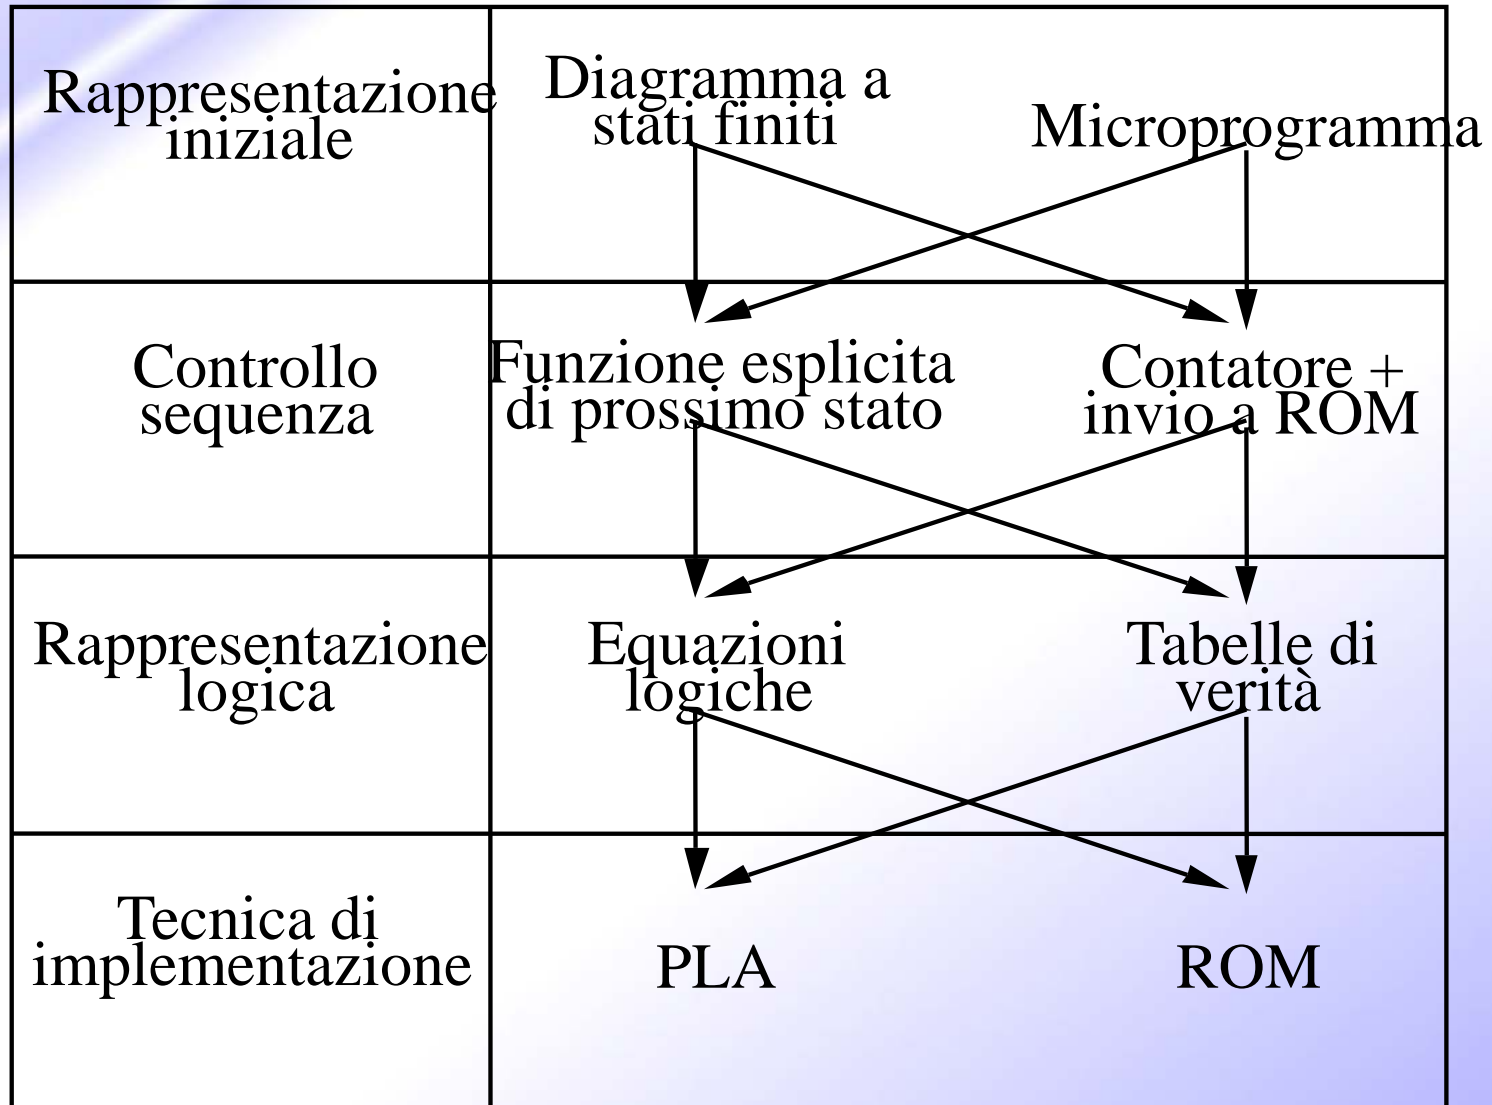 Rappresentazione
iniziale
Diagramma a
stati finiti
Microprogramma
Controllo
sequenza
Funzione esplicita
di prossimo stato
Contatore +
invio a ROM
Rappresentazione
logica
Equazioni
logiche
Tabelle di
verità
Tecnica di
implementazione
PLA
ROM